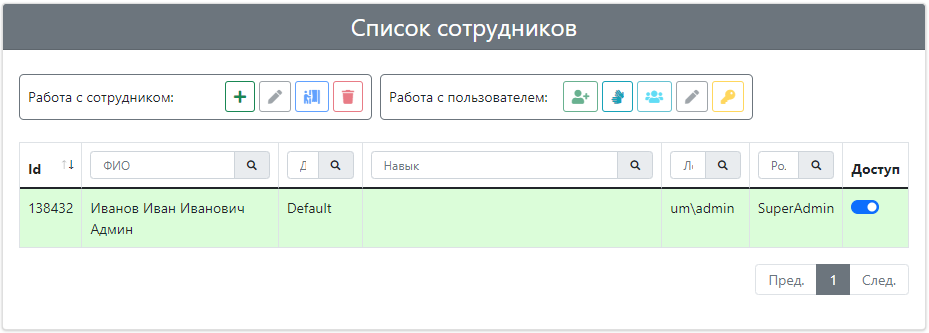 Список сотрудников
Работа с сотрудником: Работа с пользователем:
Id ФИО Д Навык Ло Ро. Доступ
138432 Иванов Иван Иванович Default um\admin SuperAdmin
Админ
Пред. 1 След.